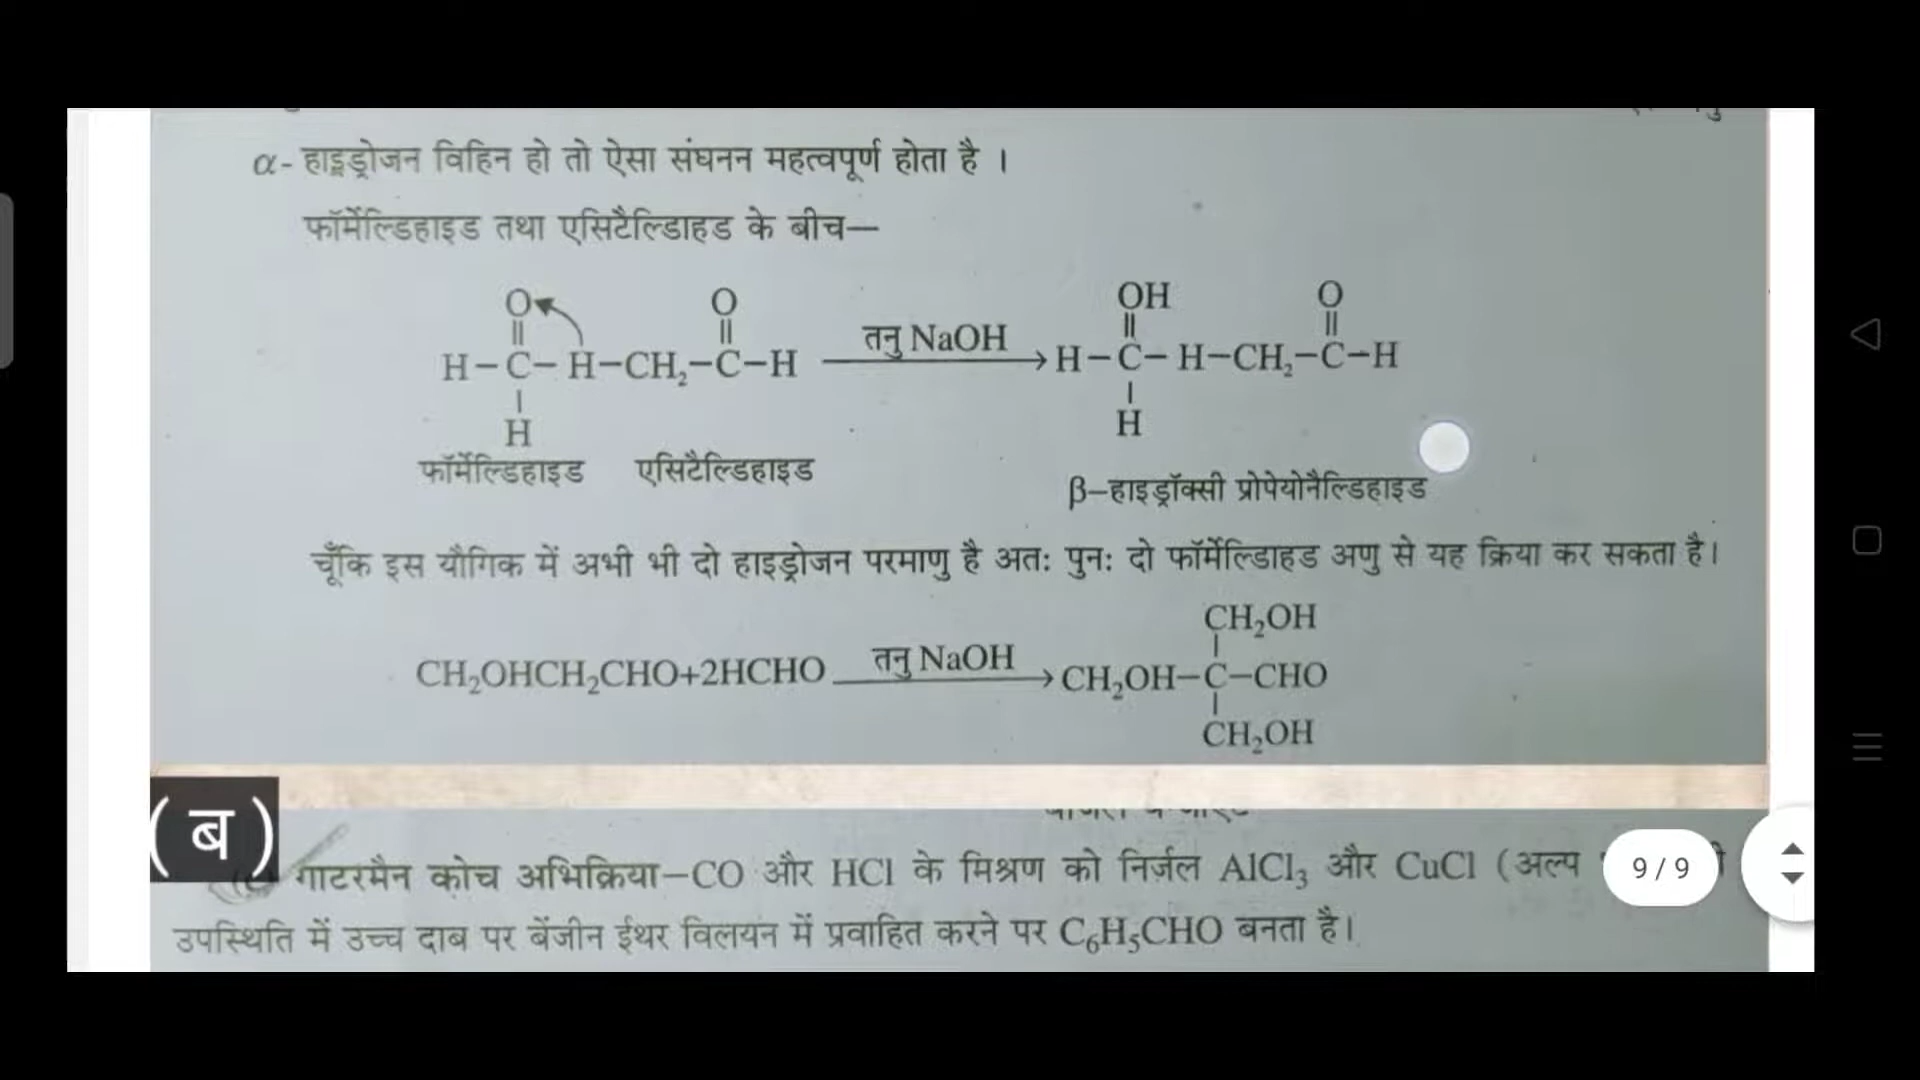 α- हाइड्रोजन विहिन हो तो ऐसा संघनन महत्वपूर्ण होता है ।
फॉर्मेल्डिहाइड तथा एसिटैल्डिाहड के बीच—
O O OH O
H–C– H–CH₂–C–H तनु NaOH → H–C– H–CH₂–C–H
H H
फॉर्मेल्डिहाइड एसिटैल्डिहाइड
β–हाइड्रॉक्सी प्रोपेयोनैल्डिहाइड
चूँकि इस यौगिक में अभी भी दो हाइड्रोजन परमाणु है अतः पुनः दो फॉर्मेल्डिाहड अणु से यह क्रिया कर सकता है।
CH₂OH
CH₂OHCH₂CHO+2HCHO तनु NaOH → CH₂OH–C–CHO
CH₂OH
(ब)
गाटरमैन कोच अभिक्रिया–CO और HCl के मिश्रण को निर्जल AlCl₃ और CuCl (अल्प
9 / 9
उपस्थिति में उच्च दाब पर बेंजीन ईथर विलयन में प्रवाहित करने पर C₆H₅CHO बनता है।